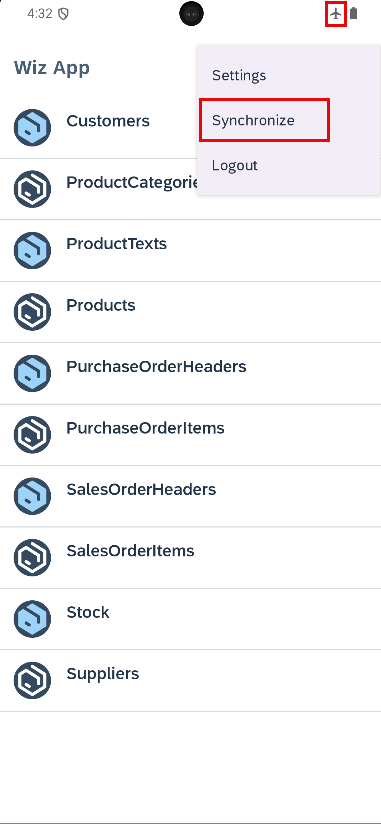 4:32
Wiz App
Settings
Synchronize
Logout
Customers
ProductCategorie
ProductTexts
Products
PurchaseOrderHeaders
PurchaseOrderItems
SalesOrderHeaders
SalesOrderItems
Stock
Suppliers